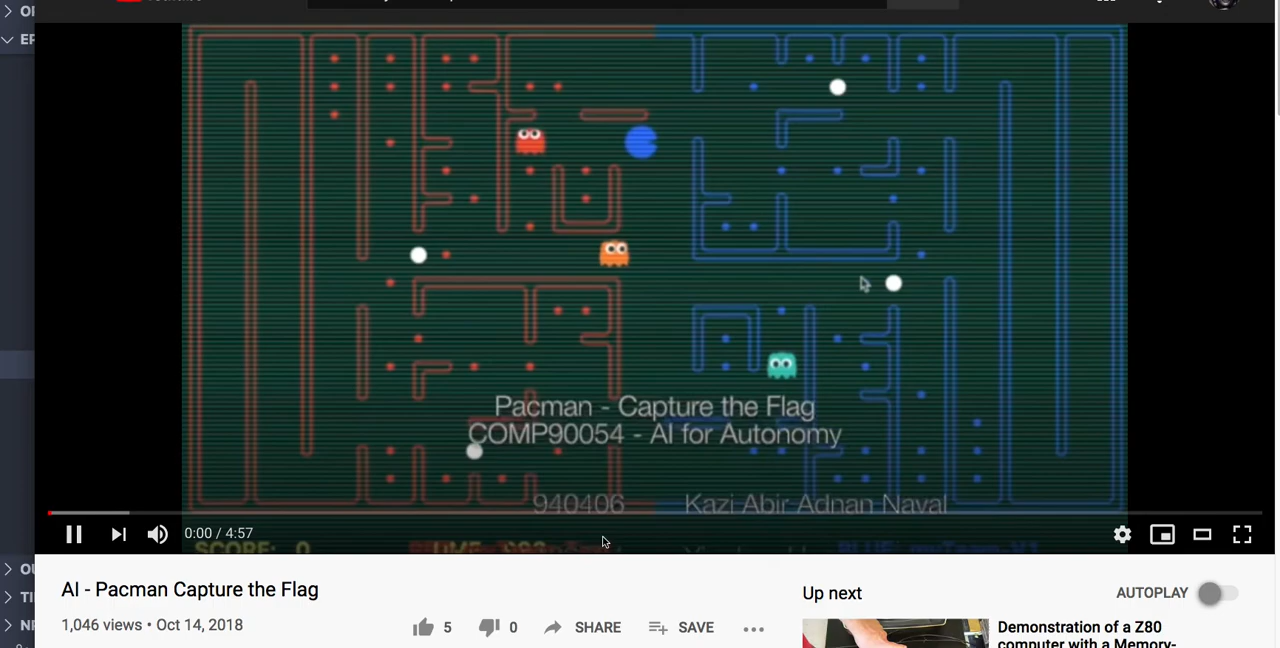 Pacman - Capture the Flag
COMP90054 - AI for Autonomy
940406 Kazi Abir Adnan Naval
0:00 / 4:57
SCORE: 0
AI - Pacman Capture the Flag
1,046 views • Oct 14, 2018
5 0 SHARE SAVE
Up next
AUTOPLAY
Demonstration of a Z80
computer with a Memory-